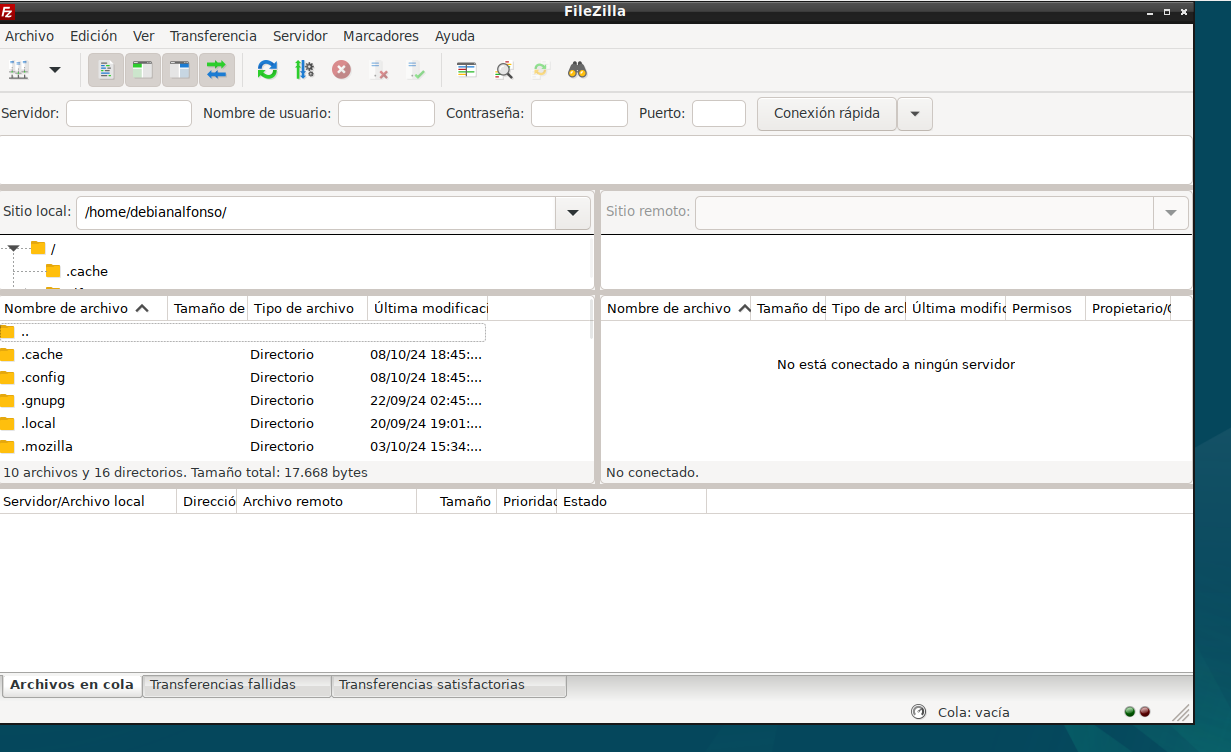 FileZilla
Archivo Edición Ver Transferencia Servidor Marcadores Ayuda
Servidor: Nombre de usuario: Contraseña: Puerto: Conexión rápida
Sitio local: /home/debianalfonso/ Sitio remoto:
/
.cache
Nombre de archivo Tamaño de Tipo de archivo Última modificaci Nombre de archivo Tamaño de Tipo de arcl Última modific Permisos Propietario/
..
.cache Directorio 08/10/24 18:45:...
No está conectado a ningún servidor
.config Directorio 08/10/24 18:45:...
.gnupg Directorio 22/09/24 02:45:...
.local Directorio 20/09/24 19:01:...
.mozilla Directorio 03/10/24 15:34:...
10 archivos y 16 directorios. Tamaño total: 17.668 bytes No conectado.
Servidor/Archivo local Direcció Archivo remoto Tamaño Prioridac Estado
Archivos en cola Transferencias fallidas Transferencias satisfactorias
Cola: vacía